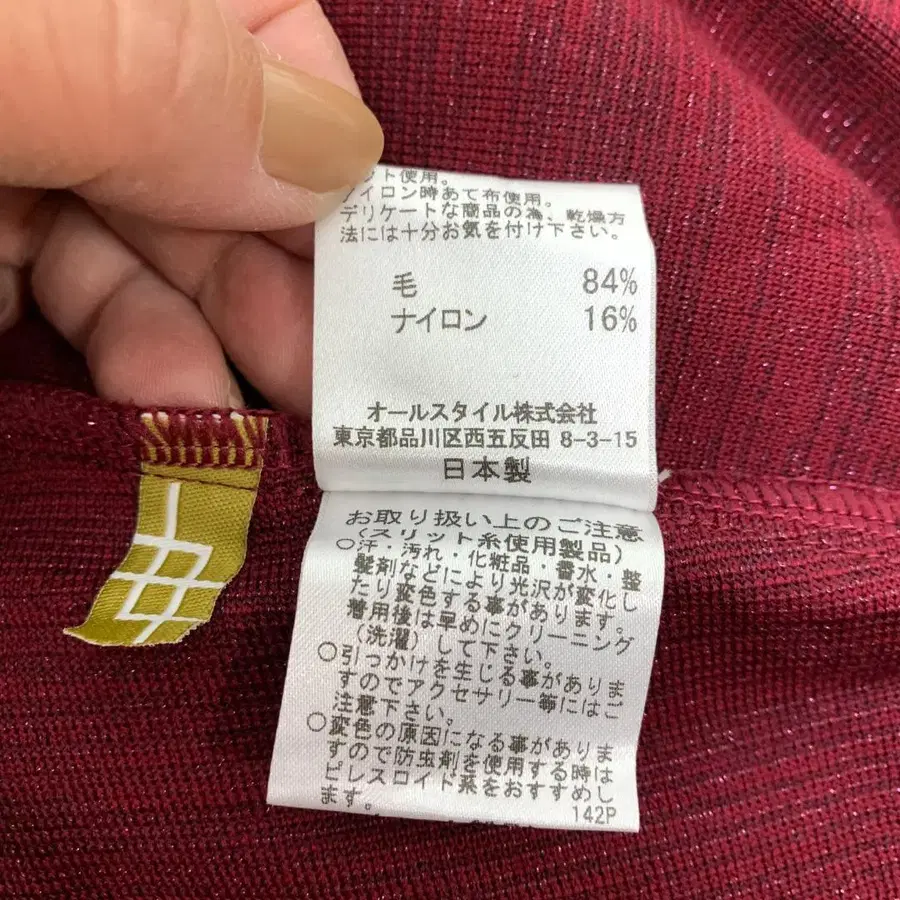 ット使用。
アイロン時あて布使用。
デリケートな商品の為、乾燥方
法には十分お気を付け下さい。
毛 84%
ナイロン 16%
オールスタイル株式会社
東京都品川区西五反田 8-3-15
日本製
お取り扱い上のご注意
(スリット糸使用製品)
○汗・汚れ・化粧品・香水・整
髪剤などにより光沢が変化し
たり変色する事があります。
着用後は早めにクリーニング
(洗濯)して下さい。
○引っかけを生じる事がありま
すのでアクセサリー等にはご
注意下さい。
○変色の原因になる事がありま
すので防虫剤を使用する時は
ピレスロイド系をおすすめし
ます。
142P